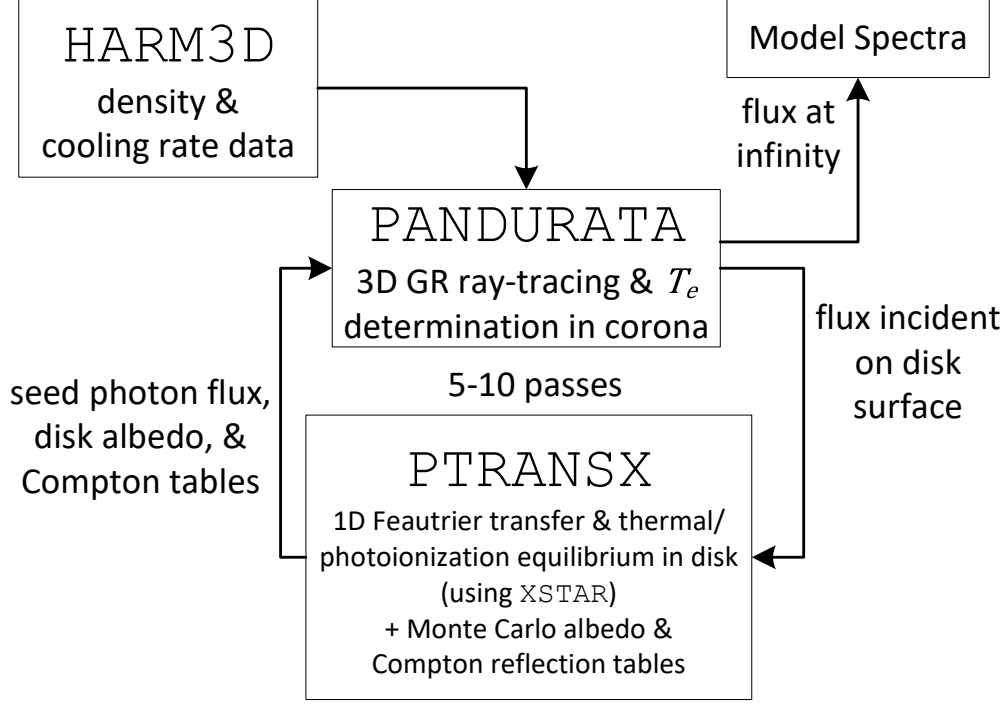 HARM3D
density &
cooling rate data
Model Spectra
flux at
infinity
PANDURATA
3D GR ray-tracing & Te
determination in corona
flux incident
on disk
surface
5-10 passes
seed photon flux,
disk albedo, &
Compton tables
PTRANSX
1D Feautrier transfer & thermal/
photoionization equilibrium in disk
(using XSTAR)
+ Monte Carlo albedo &
Compton reflection tables